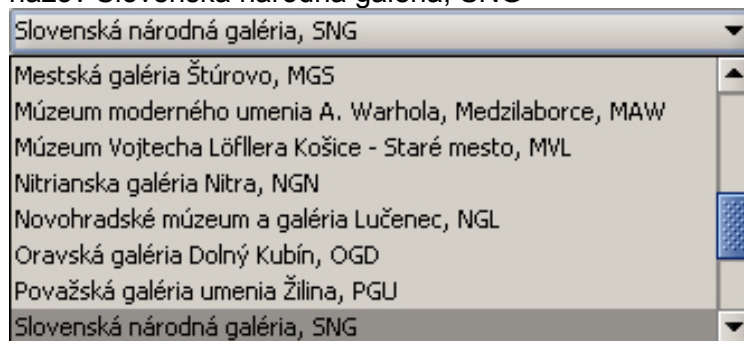 Slovenská národná galéria, SNG
Mestská galéria Štúrovo, MGS
Múzeum moderného umenia A. Warhola, Medzilaborce, MAW
Múzeum Vojtecha Löfllera Košice - Staré mesto, MVL
Nitrianska galéria Nitra, NGN
Novohradské múzeum a galéria Lučenec, NGL
Oravská galéria Dolný Kubín, OGD
Považská galéria umenia Žilina, PGU
Slovenská národná galéria, SNG